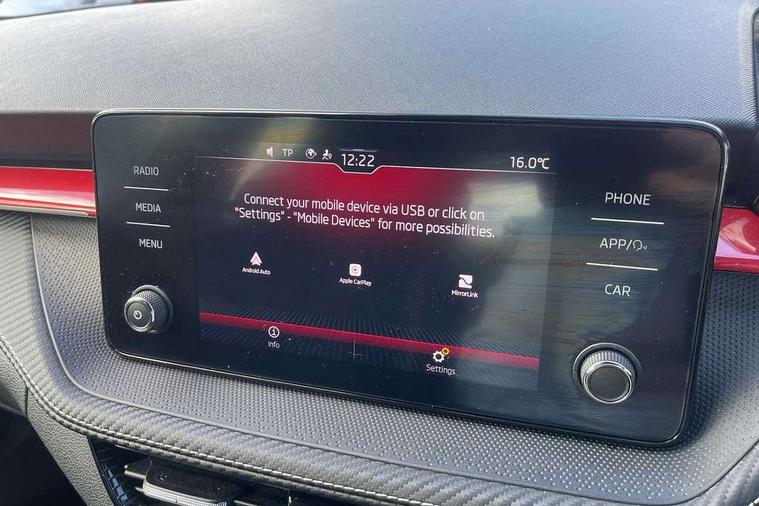 TP 12:22 16.0°C
RADIO
MEDIA
MENU
Connect your mobile device via USB or click on
"Settings" - "Mobile Devices" for more possibilities.
Android Auto
Apple CarPlay
MirrorLink
Info
Settings
PHONE
APP/
CAR